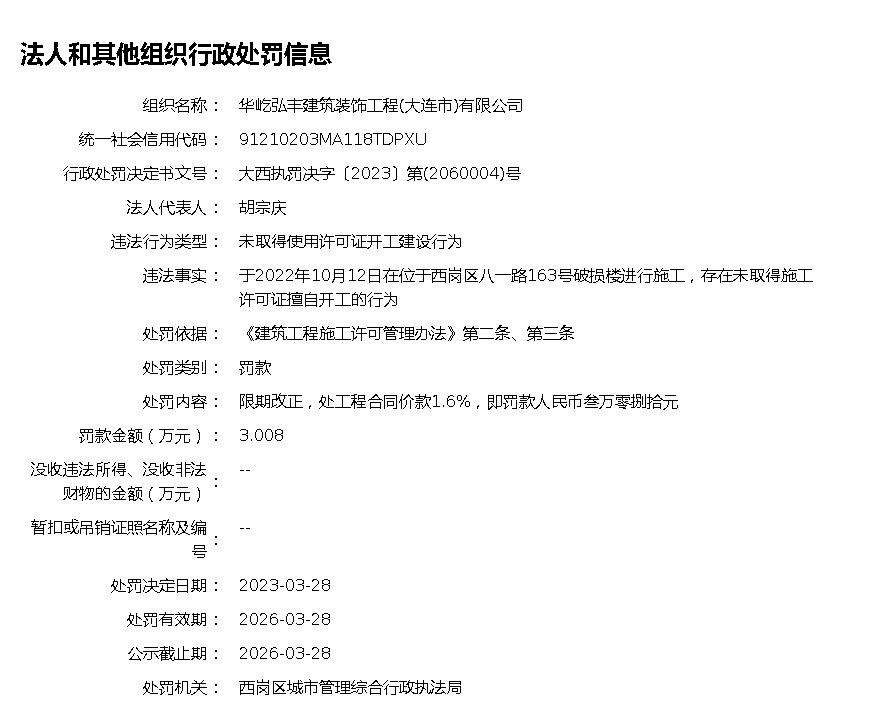 法人和其他组织行政处罚信息
组织名称： 华屹弘丰建筑装饰工程(大连市)有限公司
统一社会信用代码： 91210203MA118TDPXU
行政处罚决定书文号： 大西执罚决字〔2023〕第(2060004)号
法人代表人： 胡宗庆
违法行为类型： 未取得使用许可证开工建设行为
违法事实： 于2022年10月12日在位于西岗区八一路163号破损楼进行施工，存在未取得施工
许可证擅自开工的行为
处罚依据： 《建筑工程施工许可管理办法》第二条、第三条
处罚类别： 罚款
处罚内容： 限期改正，处工程合同价款1.6%，即罚款人民币叁万零捌拾元
罚款金额（万元）： 3.008
没收违法所得、没收非法
财物的金额（万元）： --
暂扣或吊销证照名称及编
号： --
处罚决定日期： 2023-03-28
处罚有效期： 2026-03-28
公示截止期： 2026-03-28
处罚机关： 西岗区城市管理综合行政执法局